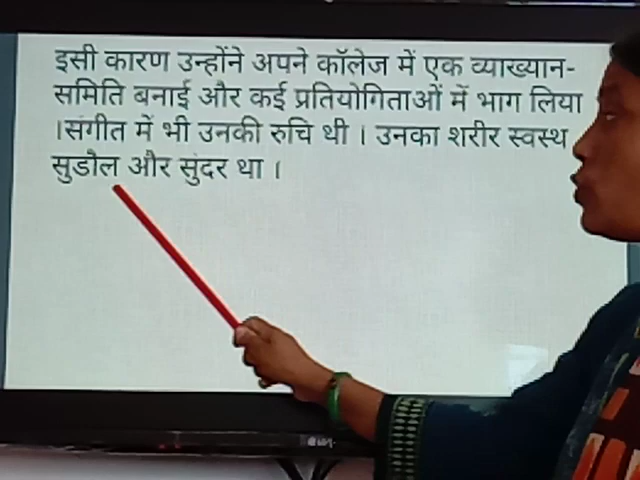 इसी कारण उन्होंने अपने कॉलेज में एक व्याख्यान-
समिति बनाई और कई प्रतियोगिताओं में भाग लिया
।संगीत में भी उनकी रुचि थी । उनका शरीर स्वस्थ
सुडौल और सुंदर था ।